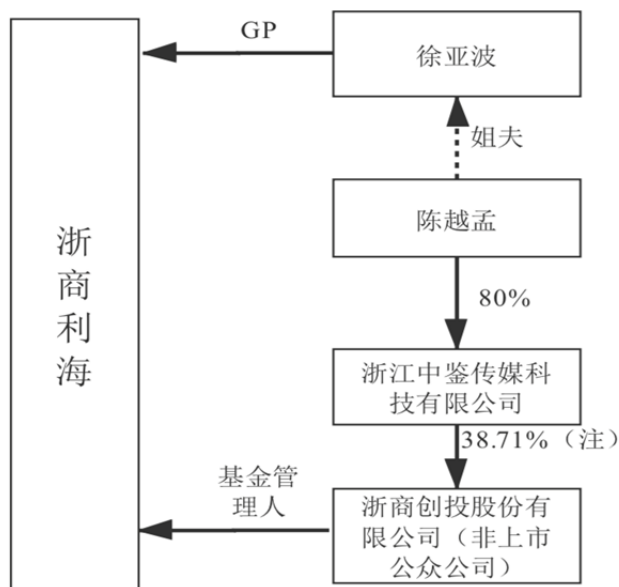 GP
徐亚波
姐夫
陈越孟
80%
浙江中鉴传媒科
技有限公司
38.71%（注）
浙
商
利
海
基金管
理人
浙商创投股份有
限公司（非上市
公众公司）